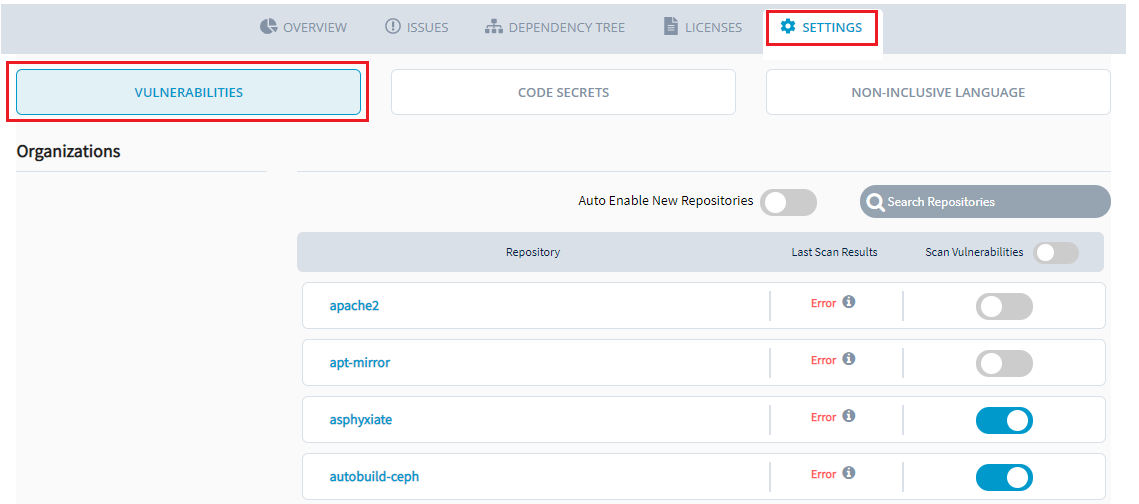 OVERVIEW ISSUES DEPENDENCY TREE LICENSES SETTINGS
VULNERABILITIES CODE SECRETS NON-INCLUSIVE LANGUAGE
Organizations
Auto Enable New Repositories Search Repositories
Repository Last Scan Results Scan Vulnerabilities
apache2 Error
apt-mirror Error
asphyxiate Error
autobuild-ceph Error